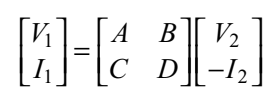 [V₁ I₁] = [A B C D] [V₂ -I₂]